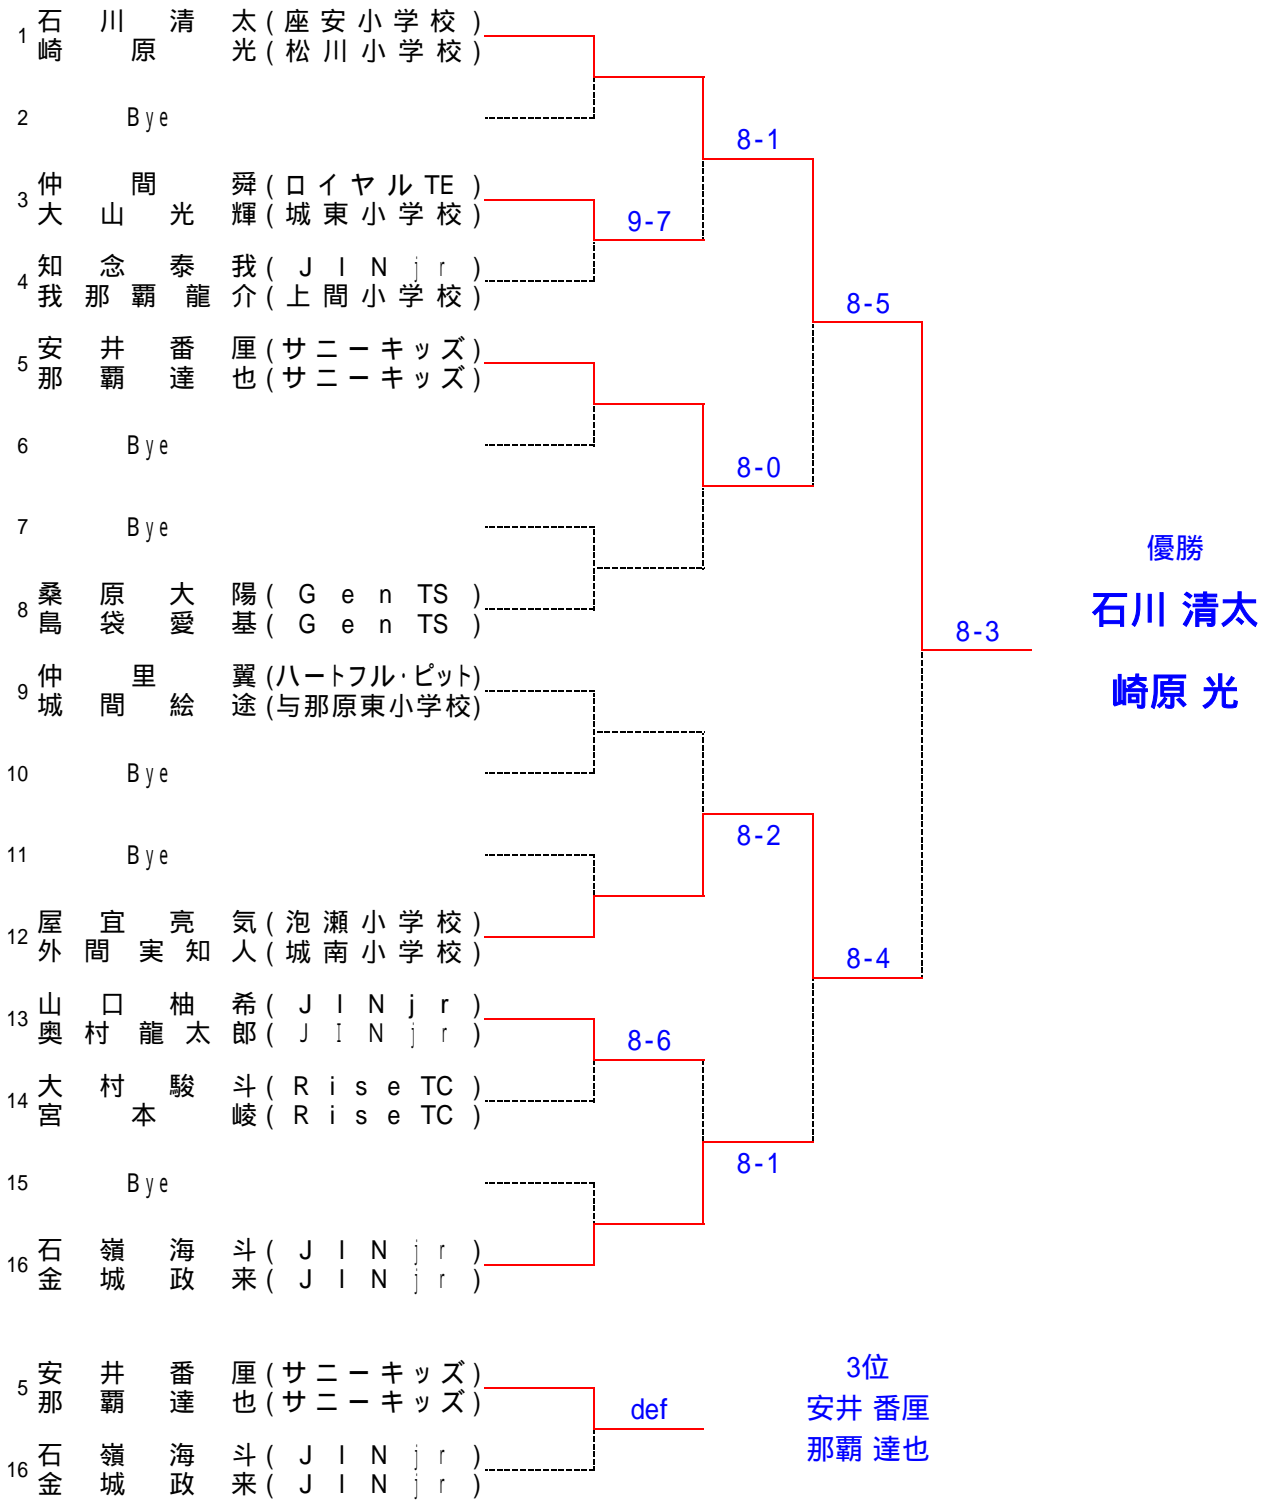 1 石川清太(座安小学校)
崎原光(松川小学校)
2 Bye
8-1
3 仲間舜(ロイヤルTE)
大山光輝(城東小学校)
9-7
4 知念泰我(JINjr)
我那覇龍介(上間小学校)
8-5
5 安井番厘(サニーキッズ)
那覇達也(サニーキッズ)
6 Bye
8-0
7 Bye
8 桑原大陽(GenTS)
島袋愛基(GenTS)
優勝
石川 清太
8-3
崎原 光
9 仲里翼(ハートフル・ピット)
城間絵途(与那原東小学校)
10 Bye
8-2
11 Bye
12 屋宜亮気(泡瀬小学校)
外間実知人(城南小学校)
8-4
13 山口柚希(JINjr)
奥村龍太郎(JINjr)
8-6
14 大村駿斗(RiseTC)
宮本崚(RiseTC)
8-1
15 Bye
16 石嶺海斗(JINjr)
金城政来(JINjr)
5 安井番厘(サニーキッズ)
那覇達也(サニーキッズ)
def
3位
安井 番厘
那覇 達也
16 石嶺海斗(JINjr)
金城政来(JINjr)